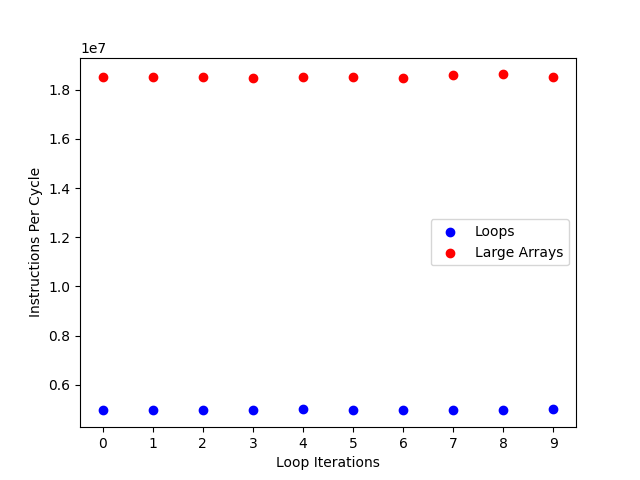 1e7
1.8
1.6
1.4
1.2
1.0
0.8
0.6
Instructions Per Cycle
Loops
Large Arrays
0 1 2 3 4 5 6 7 8 9
Loop Iterations